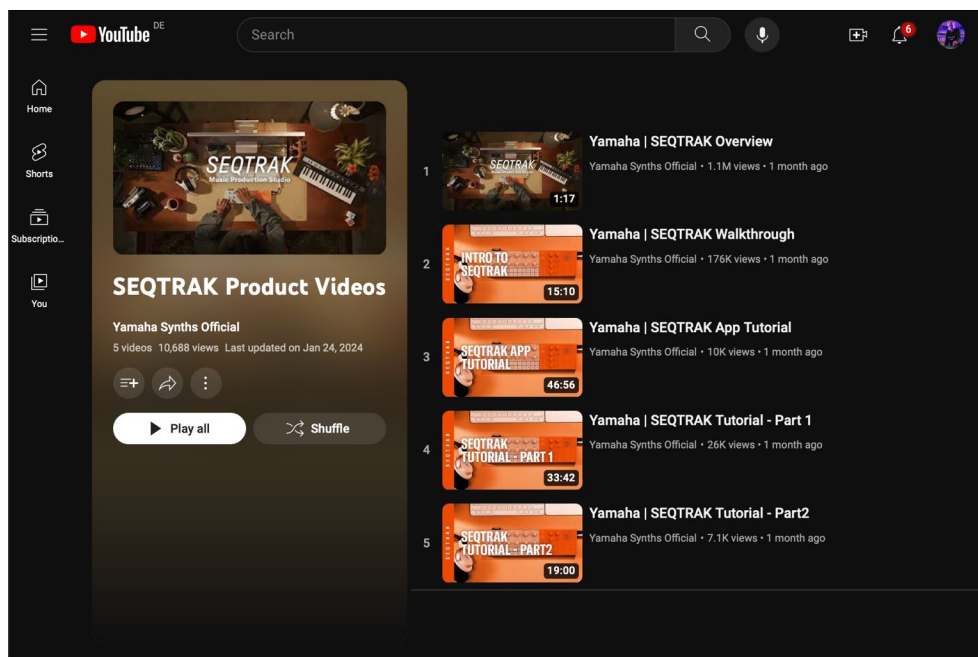 YouTube DE
Search
6
Home
Shorts
Subscriptio...
You
SEQTRAK
Music Production Studio
SEQTRAK Product Videos
Yamaha Synths Official
5 videos 10,688 views Last updated on Jan 24, 2024
Play all
Shuffle
1
SEQTRAK
Music Production Studio
1:17
Yamaha | SEQTRAK Overview
Yamaha Synths Official • 1.1M views • 1 month ago
2
INTRO TO
SEQTRAK
15:10
Yamaha | SEQTRAK Walkthrough
Yamaha Synths Official • 176K views • 1 month ago
3
SEQTRAK APP
TUTORIAL
46:56
Yamaha | SEQTRAK App Tutorial
Yamaha Synths Official • 10K views • 1 month ago
4
SEQTRAK
TUTORIAL - PART 1
33:42
Yamaha | SEQTRAK Tutorial - Part 1
Yamaha Synths Official • 26K views • 1 month ago
5
SEQTRAK
TUTORIAL - PART2
19:00
Yamaha | SEQTRAK Tutorial - Part2
Yamaha Synths Official • 7.1K views • 1 month ago